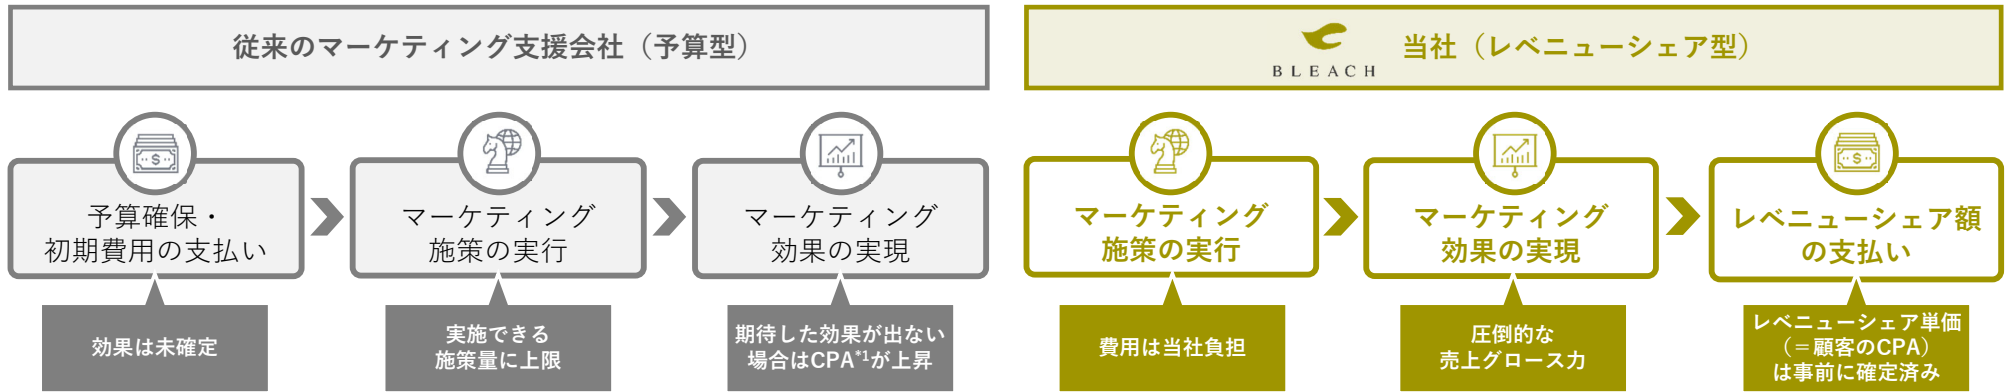 従来のマーケティング支援会社（予算型）
予算確保・
初期費用の支払い
効果は未確定
マーケティング
施策の実行
実施できる
施策量に上限
マーケティング
効果の実現
期待した効果が出ない
場合はCPA*1が上昇
BLEACH 当社（レベニューシェア型）
マーケティング
施策の実行
費用は当社負担
マーケティング
効果の実現
圧倒的な
売上グロース力
レベニューシェア額
の支払い
レベニューシェア単価
（＝顧客のCPA）
は事前に確定済み